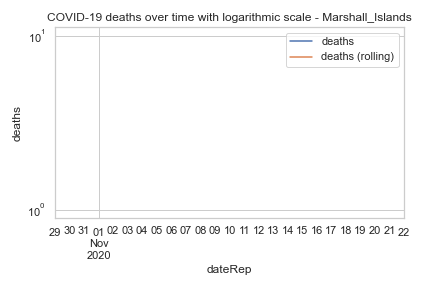 COVID-19 deaths over time with logarithmic scale - Marshall_Islands
10¹
deaths
deaths (rolling)
deaths
10⁰
29 30 31 01 02 03 04 05 06 07 08 09 10 11 12 13 14 15 16 17 18 19 20 21 22
Nov
2020
dateRep